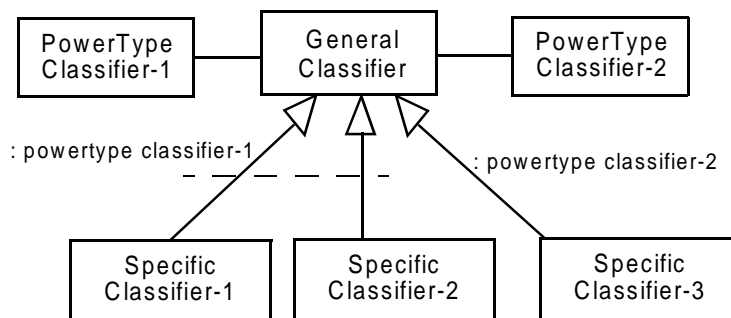 PowerType
Classifier-1
General
Classifier
PowerType
Classifier-2
: powertype classifier-1
: powertype classifier-2
Specific
Classifier-1
Specific
Classifier-2
Specific
Classifier-3